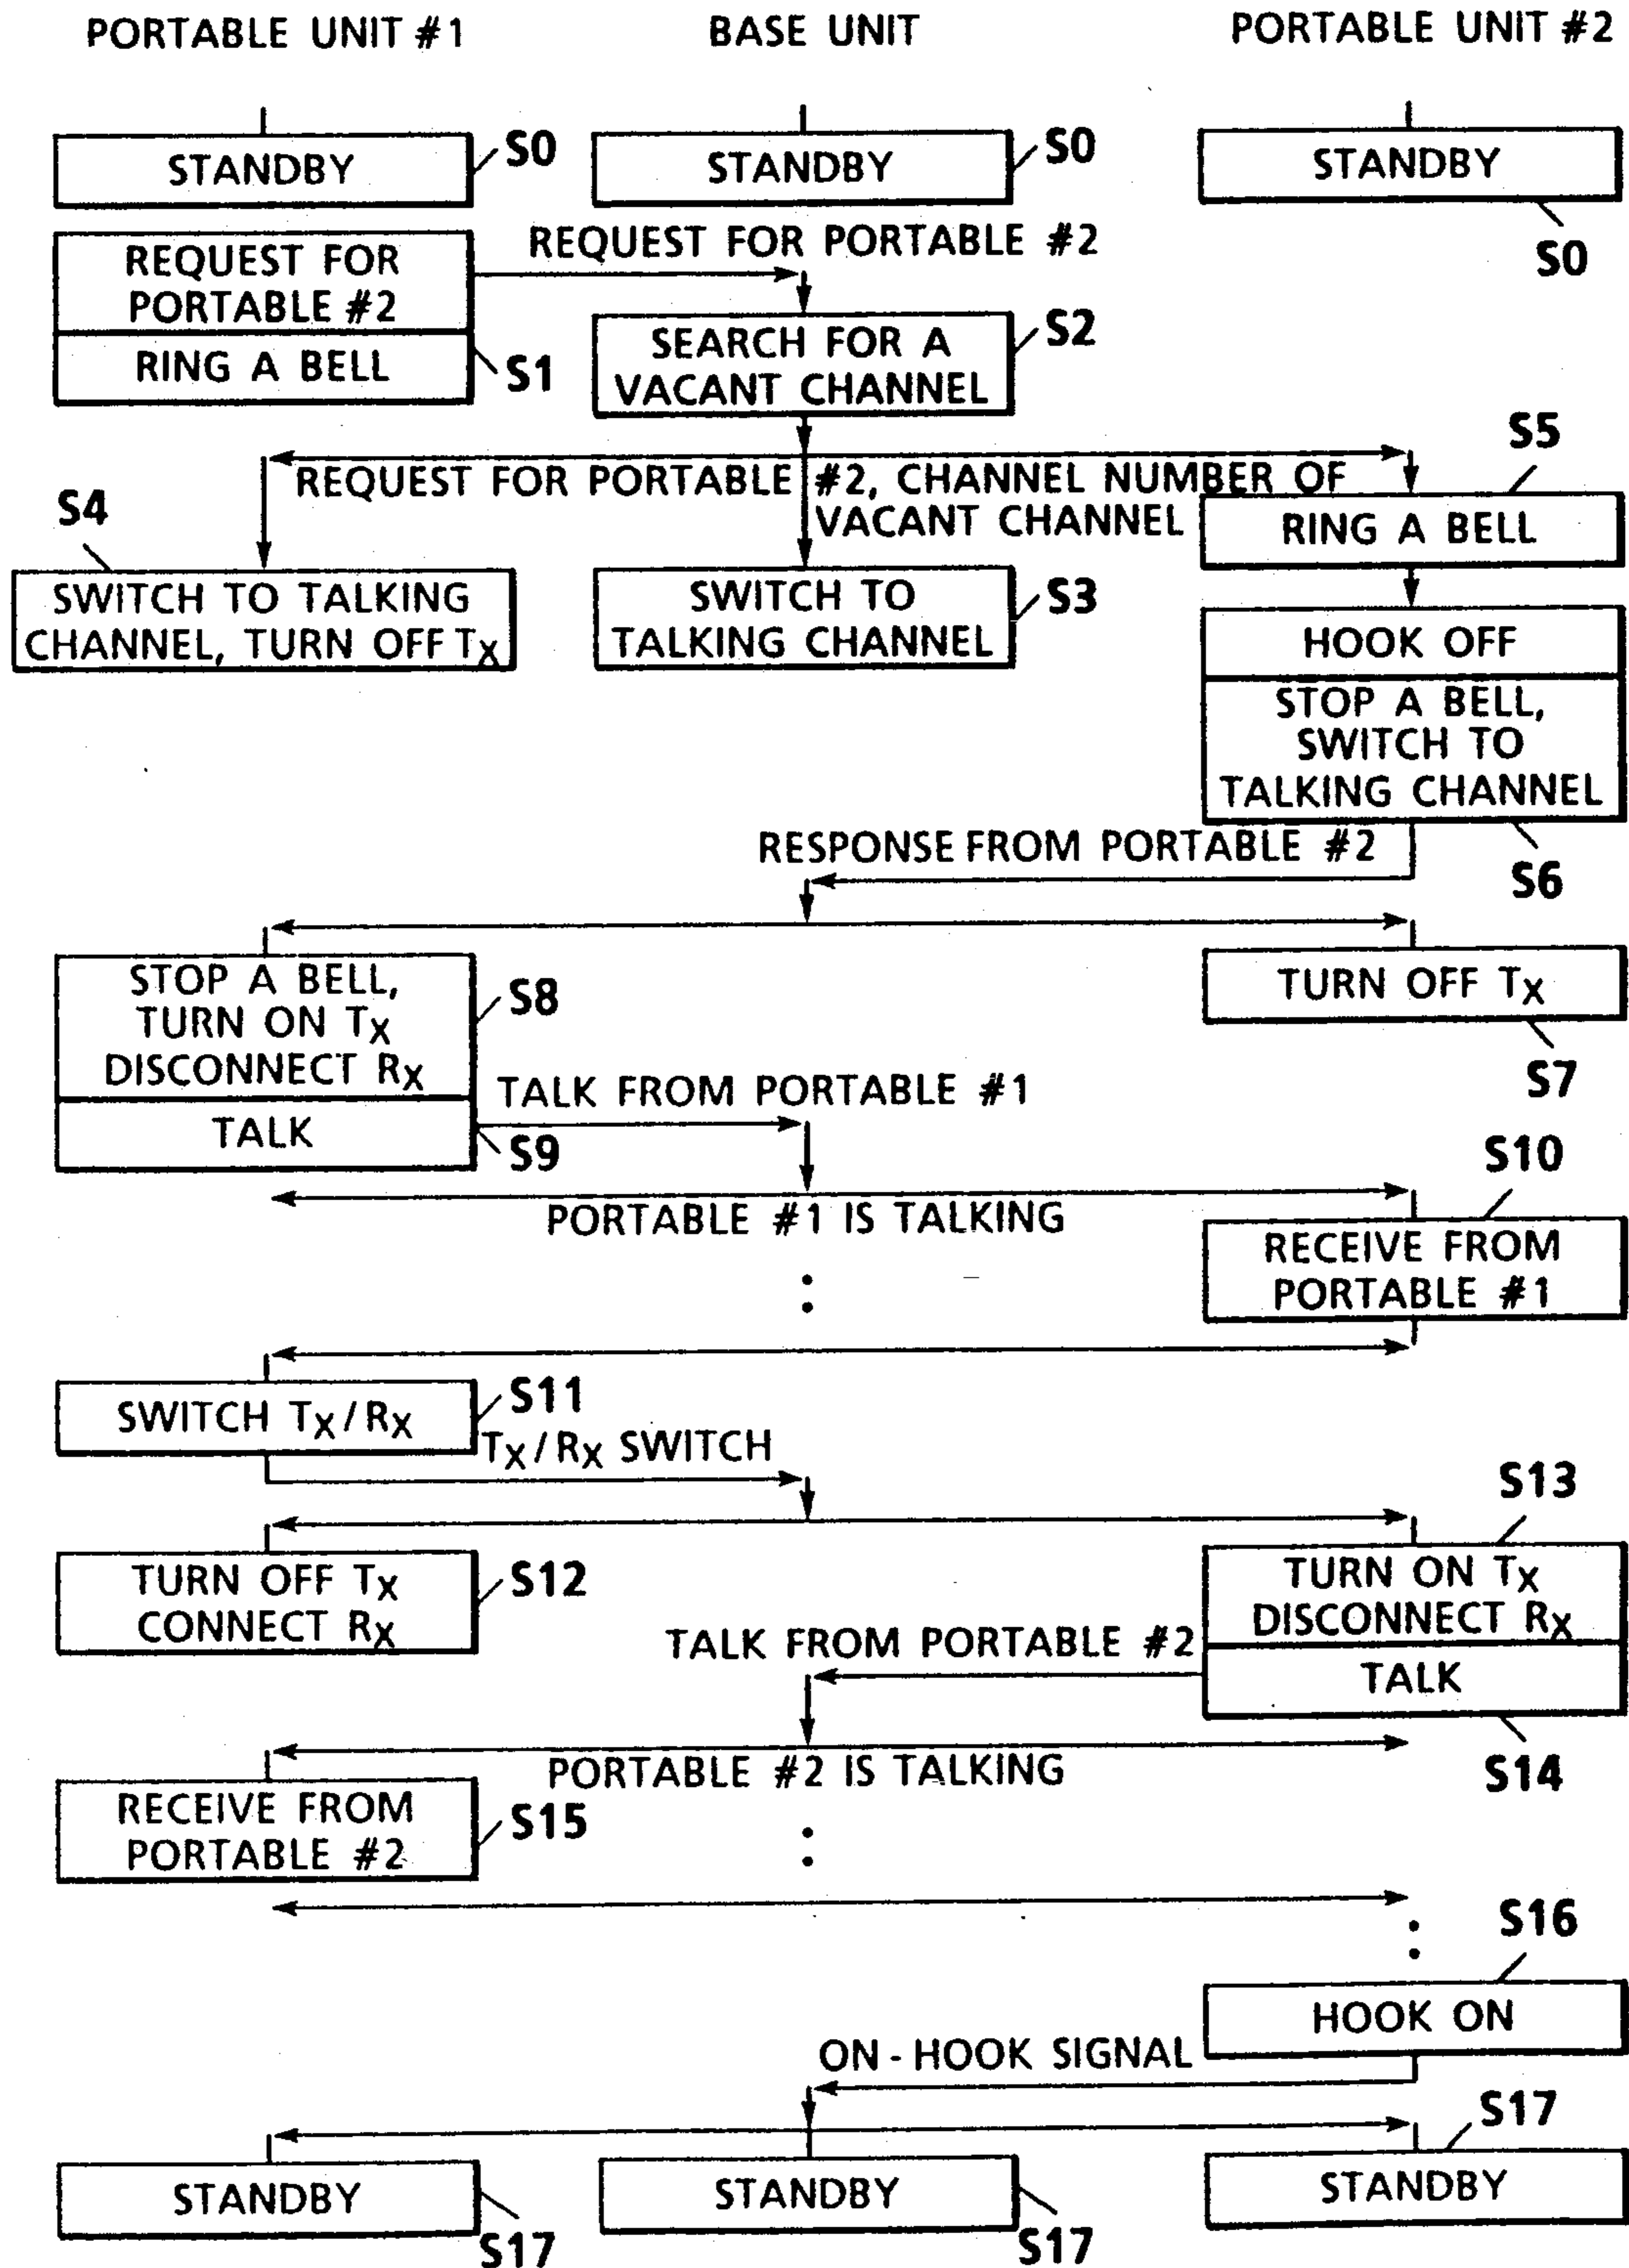 PORTABLE UNIT #1
BASE UNIT
PORTABLE UNIT #2
STANDBY
S0
STANDBY
S0
STANDBY
S0
REQUEST FOR
PORTABLE #2
RING A BELL
S1
REQUEST FOR PORTABLE #2
SEARCH FOR A
VACANT CHANNEL
S2
REQUEST FOR PORTABLE #2, CHANNEL NUMBER OF
VACANT CHANNEL
S5
RING A BELL
S4
SWITCH TO TALKING
CHANNEL, TURN OFF TX
SWITCH TO
TALKING CHANNEL
S3
HOOK OFF
STOP A BELL,
SWITCH TO
TALKING CHANNEL
S6
RESPONSE FROM PORTABLE #2
STOP A BELL,
TURN ON TX
DISCONNECT RX
S8
TURN OFF TX
S7
TALK
S9
TALK FROM PORTABLE #1
PORTABLE #1 IS TALKING
S10
RECEIVE FROM
PORTABLE #1
:
SWITCH TX/RX
S11
TX/RX SWITCH
TURN OFF TX
CONNECT RX
S12
S13
TURN ON TX
DISCONNECT RX
TALK
S14
TALK FROM PORTABLE #2
PORTABLE #2 IS TALKING
RECEIVE FROM
PORTABLE #2
S15
:
:
S16
HOOK ON
ON-HOOK SIGNAL
STANDBY
S17
STANDBY
S17
STANDBY
S17